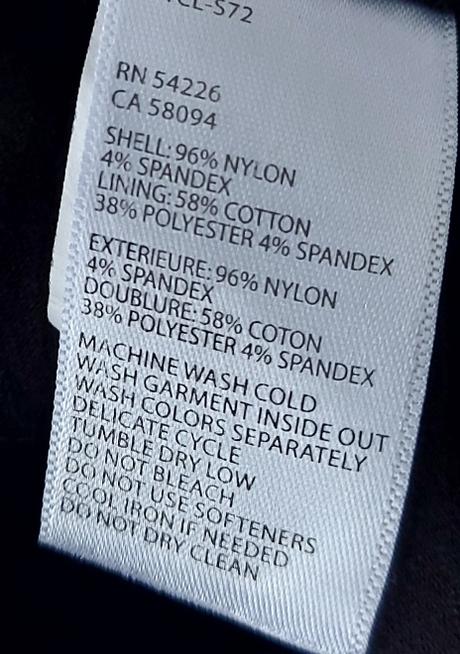 CL-S72
RN 54226
CA 58094
SHELL: 96% NYLON
4% SPANDEX
LINING: 58% COTTON
38% POLYESTER 4% SPANDEX
EXTERIEURE: 96% NYLON
4% SPANDEX
DOUBLURE: 58% COTON
38% POLYESTER 4% SPANDEX
MACHINE WASH COLD
WASH GARMENT INSIDE OUT
WASH COLORS SEPARATELY
DELICATE CYCLE
TUMBLE DRY LOW
DO NOT BLEACH
DO NOT USE SOFTENERS
COOL IRON IF NEEDED
DO NOT DRY CLEAN